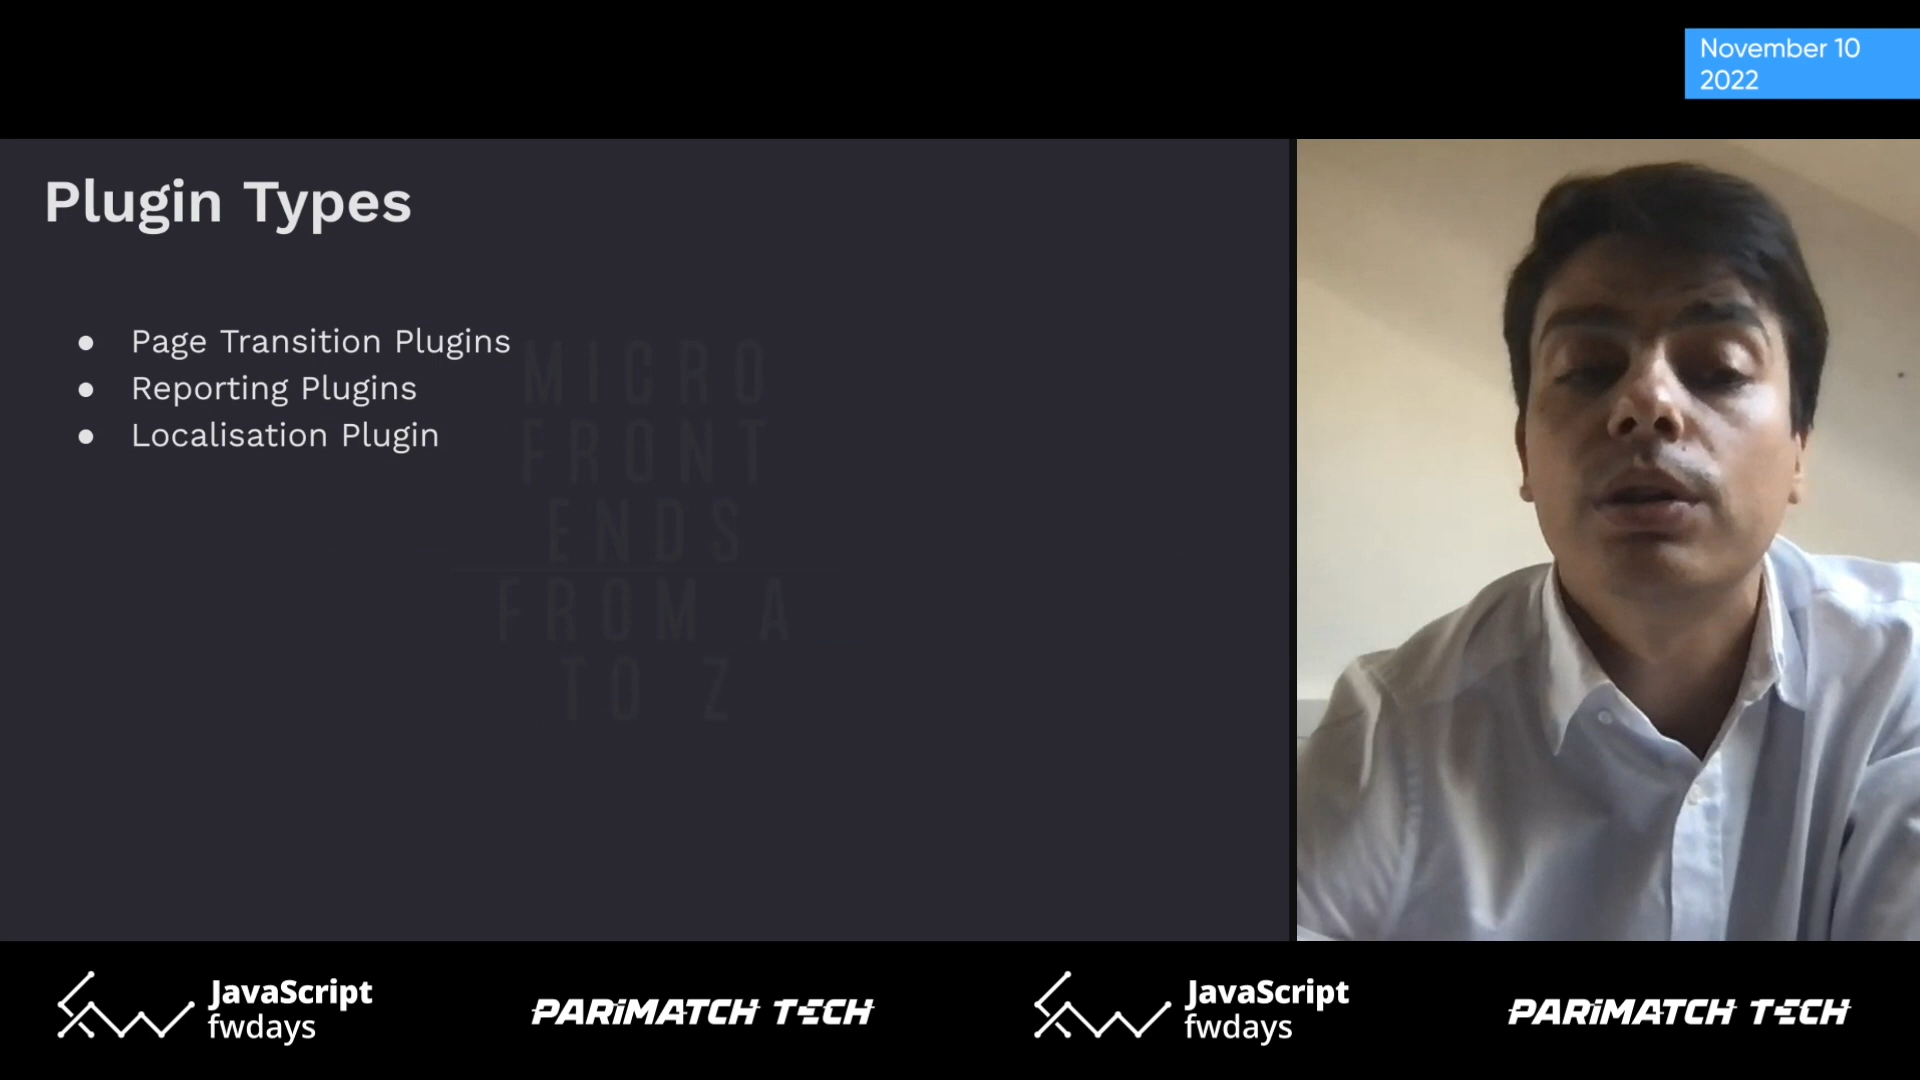 November 10
2022
Plugin Types
● Page Transition Plugins
● Reporting Plugins
● Localisation Plugin
MICRO
FRONT
ENDS
FROM A
TO Z
JavaScript
fwdays
PARIMATCH TECH
JavaScript
fwdays
PARIMATCH TECH